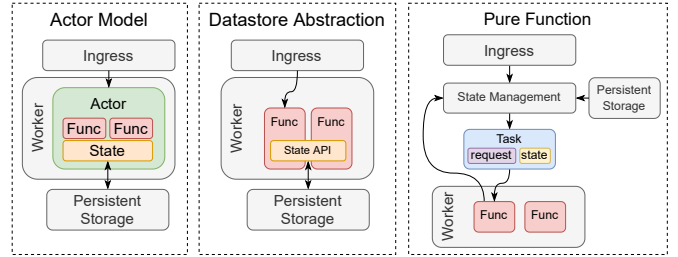 Actor Model
Ingress
Worker
Actor
Func Func
State
Persistent
Storage
Datastore Abstraction
Ingress
Worker
Func Func
State API
Persistent
Storage
Pure Function
Ingress
State Management
Persistent
Storage
Task
request state
Worker
Func Func